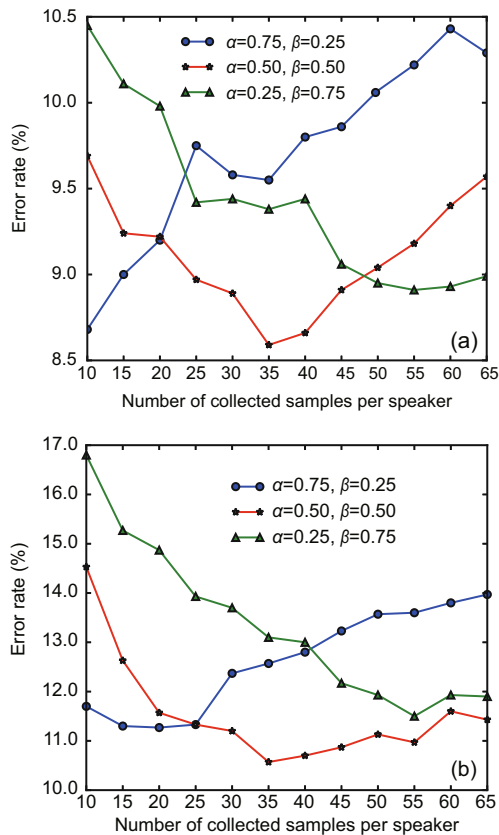 10.5
10.0
9.5
9.0
8.5
Error rate (%)
α=0.75, β=0.25
α=0.50, β=0.50
α=0.25, β=0.75
(a)
10 15 20 25 30 35 40 45 50 55 60 65
Number of collected samples per speaker
17.0
16.0
15.0
14.0
13.0
12.0
11.0
10.0
Error rate (%)
α=0.75, β=0.25
α=0.50, β=0.50
α=0.25, β=0.75
(b)
10 15 20 25 30 35 40 45 50 55 60 65
Number of collected samples per speaker